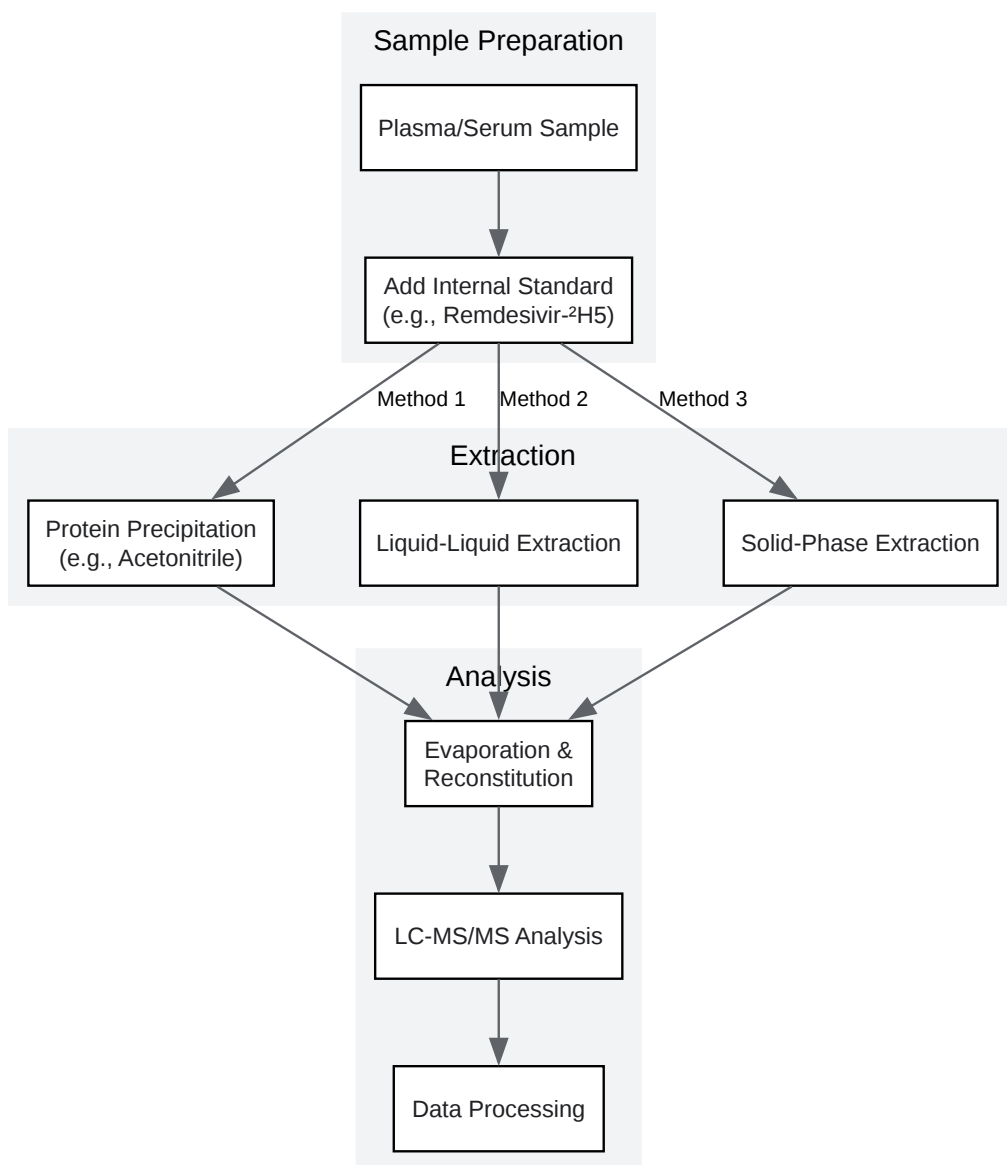 Sample Preparation
Plasma/Serum Sample
Add Internal Standard
(e.g., Remdesivir-²H5)
Method 1
Method 2
Method 3
Extraction
Protein Precipitation
(e.g., Acetonitrile)
Liquid-Liquid Extraction
Solid-Phase Extraction
Analysis
Evaporation &
Reconstitution
LC-MS/MS Analysis
Data Processing